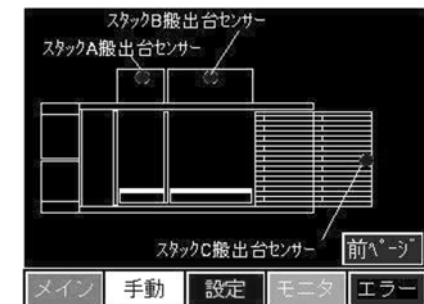 スタックB搬出台センサー
スタックA搬出台センサー
スタックC搬出台センサー
前ﾍﾟｰｼﾞ
メイン 手動 設定 モニタ エラー